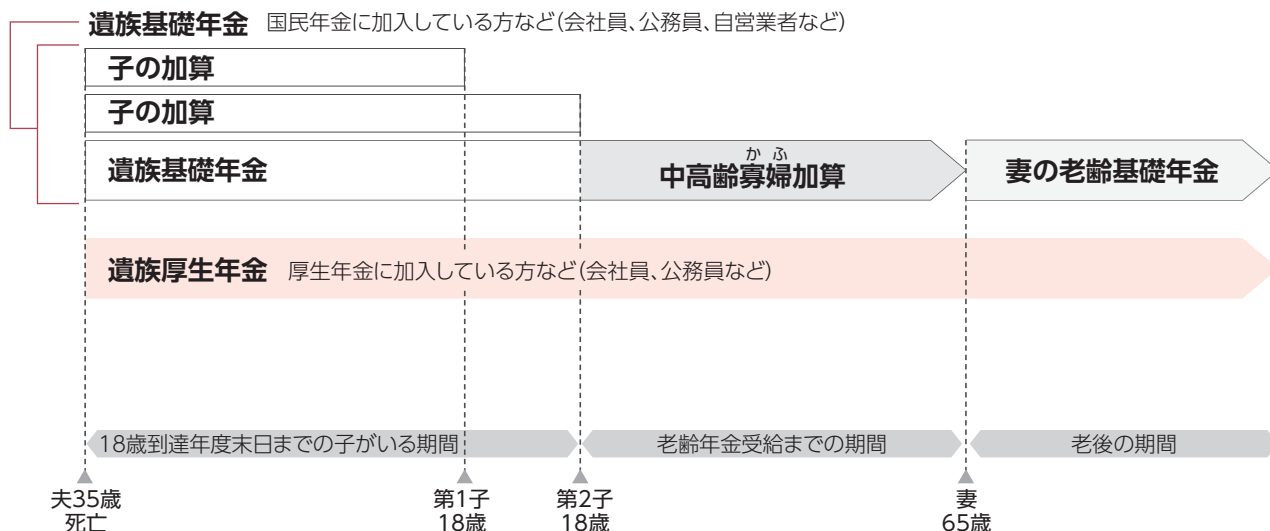 遺族基礎年金 国民年金に加入している方など(会社員、公務員、自営業者など)
子の加算
子の加算
遺族基礎年金
かふ
中高齢寡婦加算
妻の老齢基礎年金
遺族厚生年金 厚生年金に加入している方など(会社員、公務員など)
18歳到達年度末日までの子がいる期間
老齢年金受給までの期間
老後の期間
夫35歳
死亡
第1子
18歳
第2子
18歳
妻
65歳